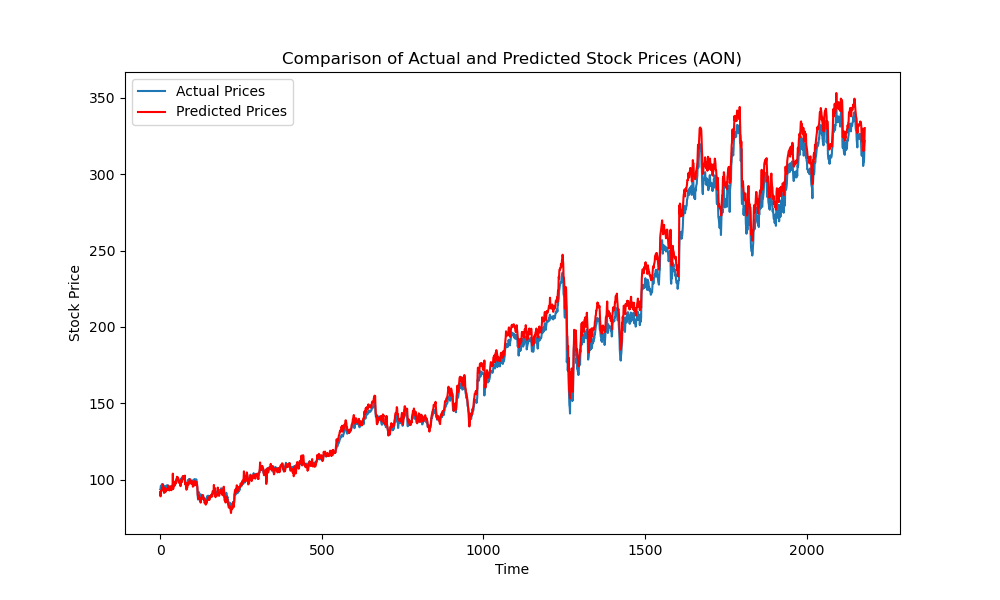 Comparison of Actual and Predicted Stock Prices (AON)
Actual Prices
Predicted Prices
350
300
250
200
150
100
Stock Price
0 500 1000 1500 2000
Time